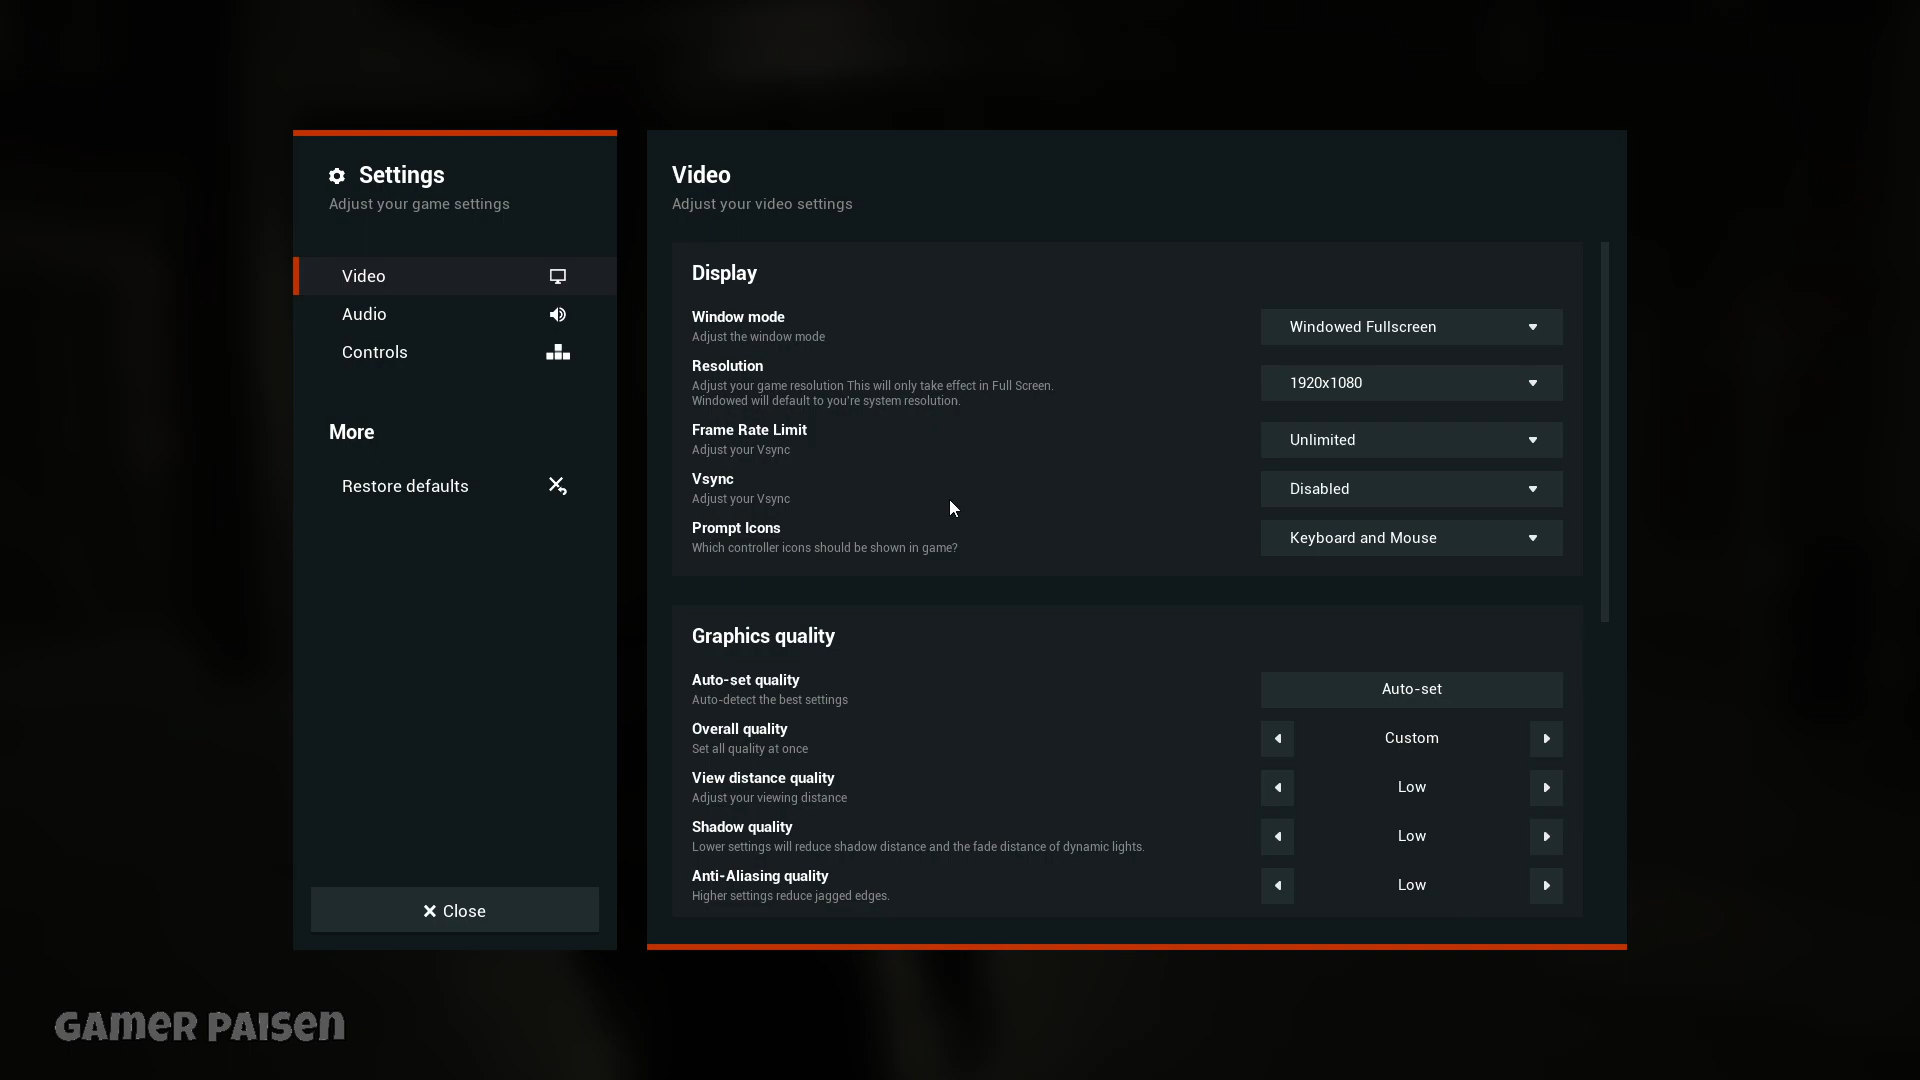 Settings
Adjust your game settings
Video
Audio
Controls
More
Restore defaults
Close
Video
Adjust your video settings
Display
Window mode
Adjust the window mode
Windowed Fullscreen
Resolution
Adjust your game resolution This will only take effect in Full Screen.
Windowed will default to you're system resolution.
1920x1080
Frame Rate Limit
Adjust your Vsync
Unlimited
Vsync
Adjust your Vsync
Disabled
Prompt Icons
Which controller icons should be shown in game?
Keyboard and Mouse
Graphics quality
Auto-set quality
Auto-detect the best settings
Auto-set
Overall quality
Set all quality at once
Custom
View distance quality
Adjust your viewing distance
Low
Shadow quality
Lower settings will reduce shadow distance and the fade distance of dynamic lights.
Low
Anti-Aliasing quality
Higher settings reduce jagged edges.
Low
GAMER PAISEN